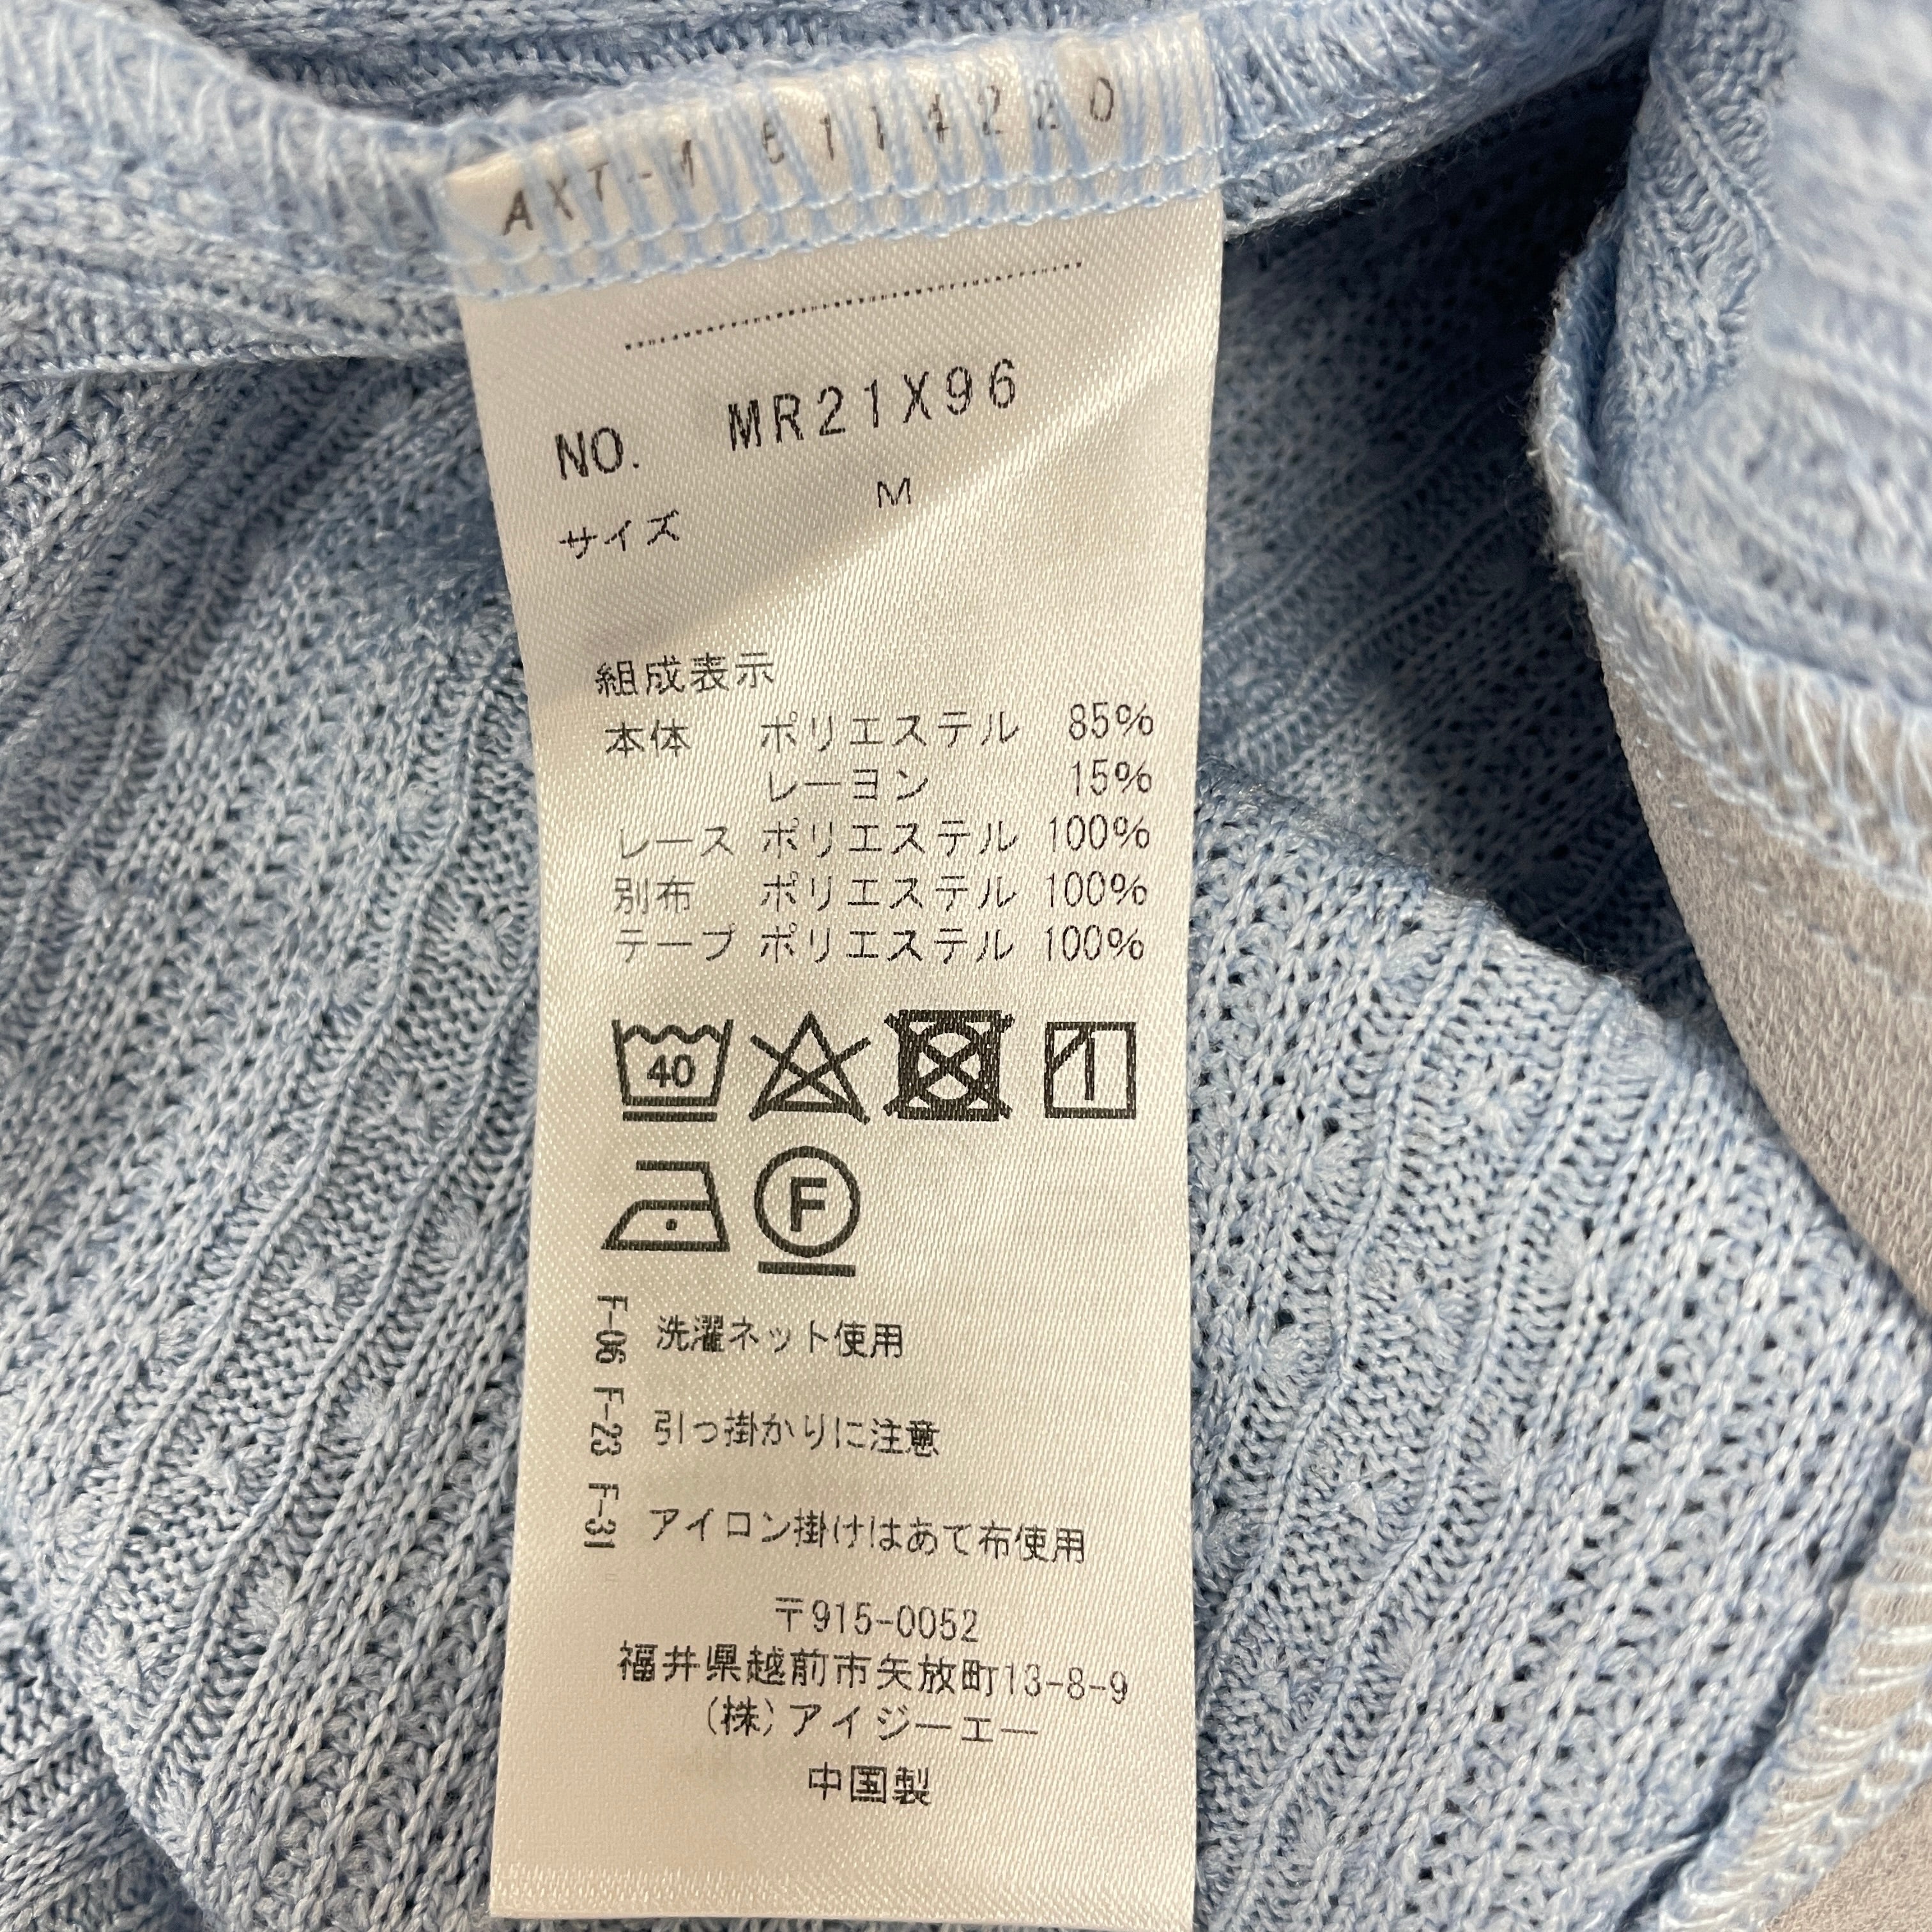 AXT-M 5114220
NO. MR21X96
サイズ M
組成表示
本体 ポリエステル 85%
レーヨン 15%
レース ポリエステル 100%
別布 ポリエステル 100%
テープ ポリエステル 100%
40
F
F-06 洗濯ネット使用
F-23 引っ掛かりに注意
F-31 アイロン掛けはあて布使用
〒915-0052
福井県越前市矢放町13-8-9
(株)アイジーエー
中国製